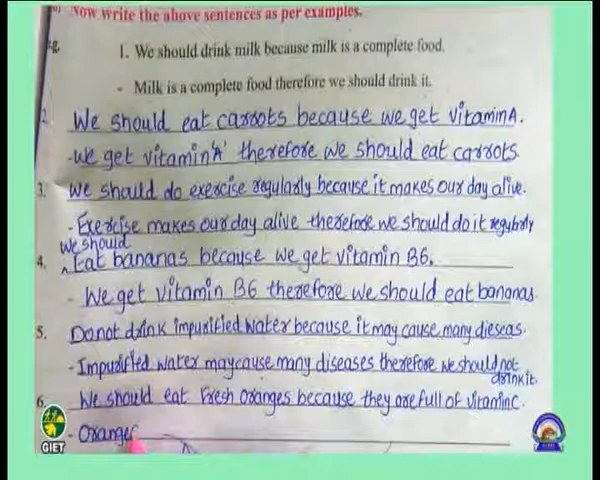 Now write the above sentences as per examples.
1. We should drink milk because milk is a complete food.
- Milk is a complete food therefore we should drink it.
2. We should eat carrots because we get vitamin A.
- We get vitamin 'A' therefore we should eat carrots.
3. We should do exercise regularly because it makes our day alive.
- Exercise makes our day alive therefore we should do it regularly
we should
4. ^ Eat bananas because we get vitamin B6.
- We get vitamin B6 therefore we should eat bananas.
5. Do not drink impurified water because it may cause many dieseas.
- Impurified water may cause many diseases therefore we should not
drink it.
6. We should eat Fresh oranges because they are full of vitamin C.
- Oranges
GIET